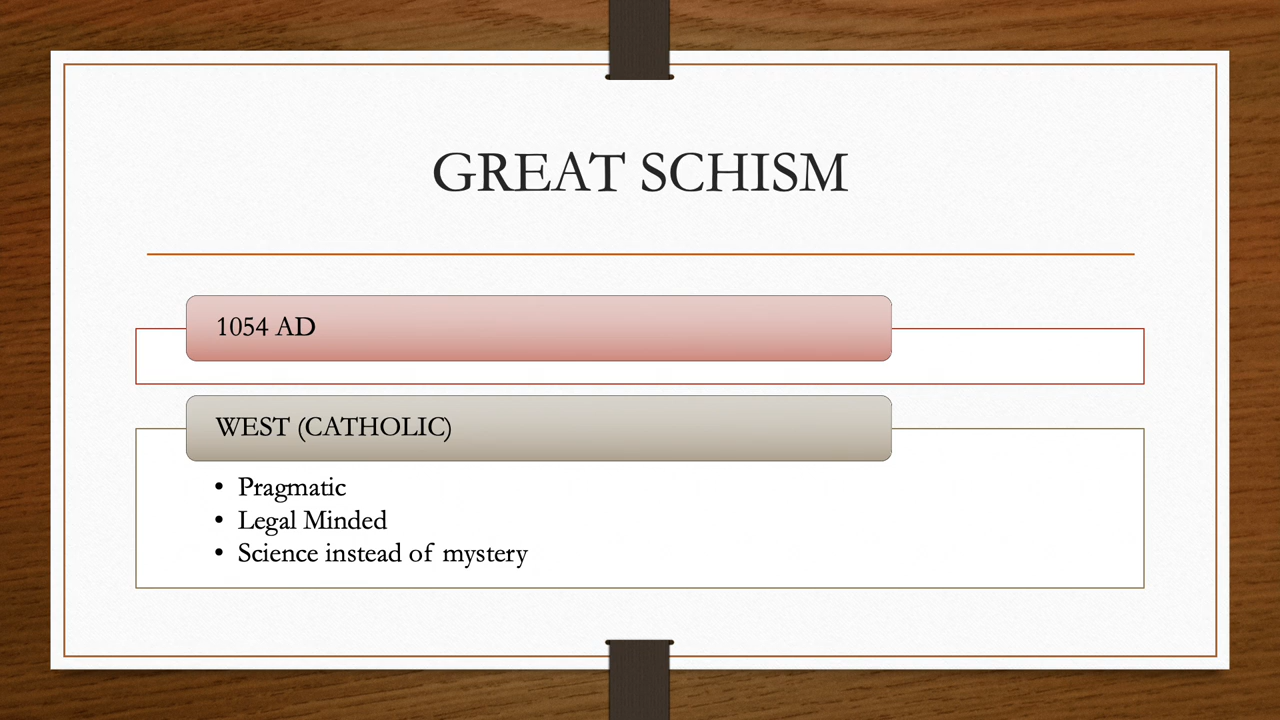 GREAT SCHISM
1054 AD
WEST (CATHOLIC)
• Pragmatic
• Legal Minded
• Science instead of mystery